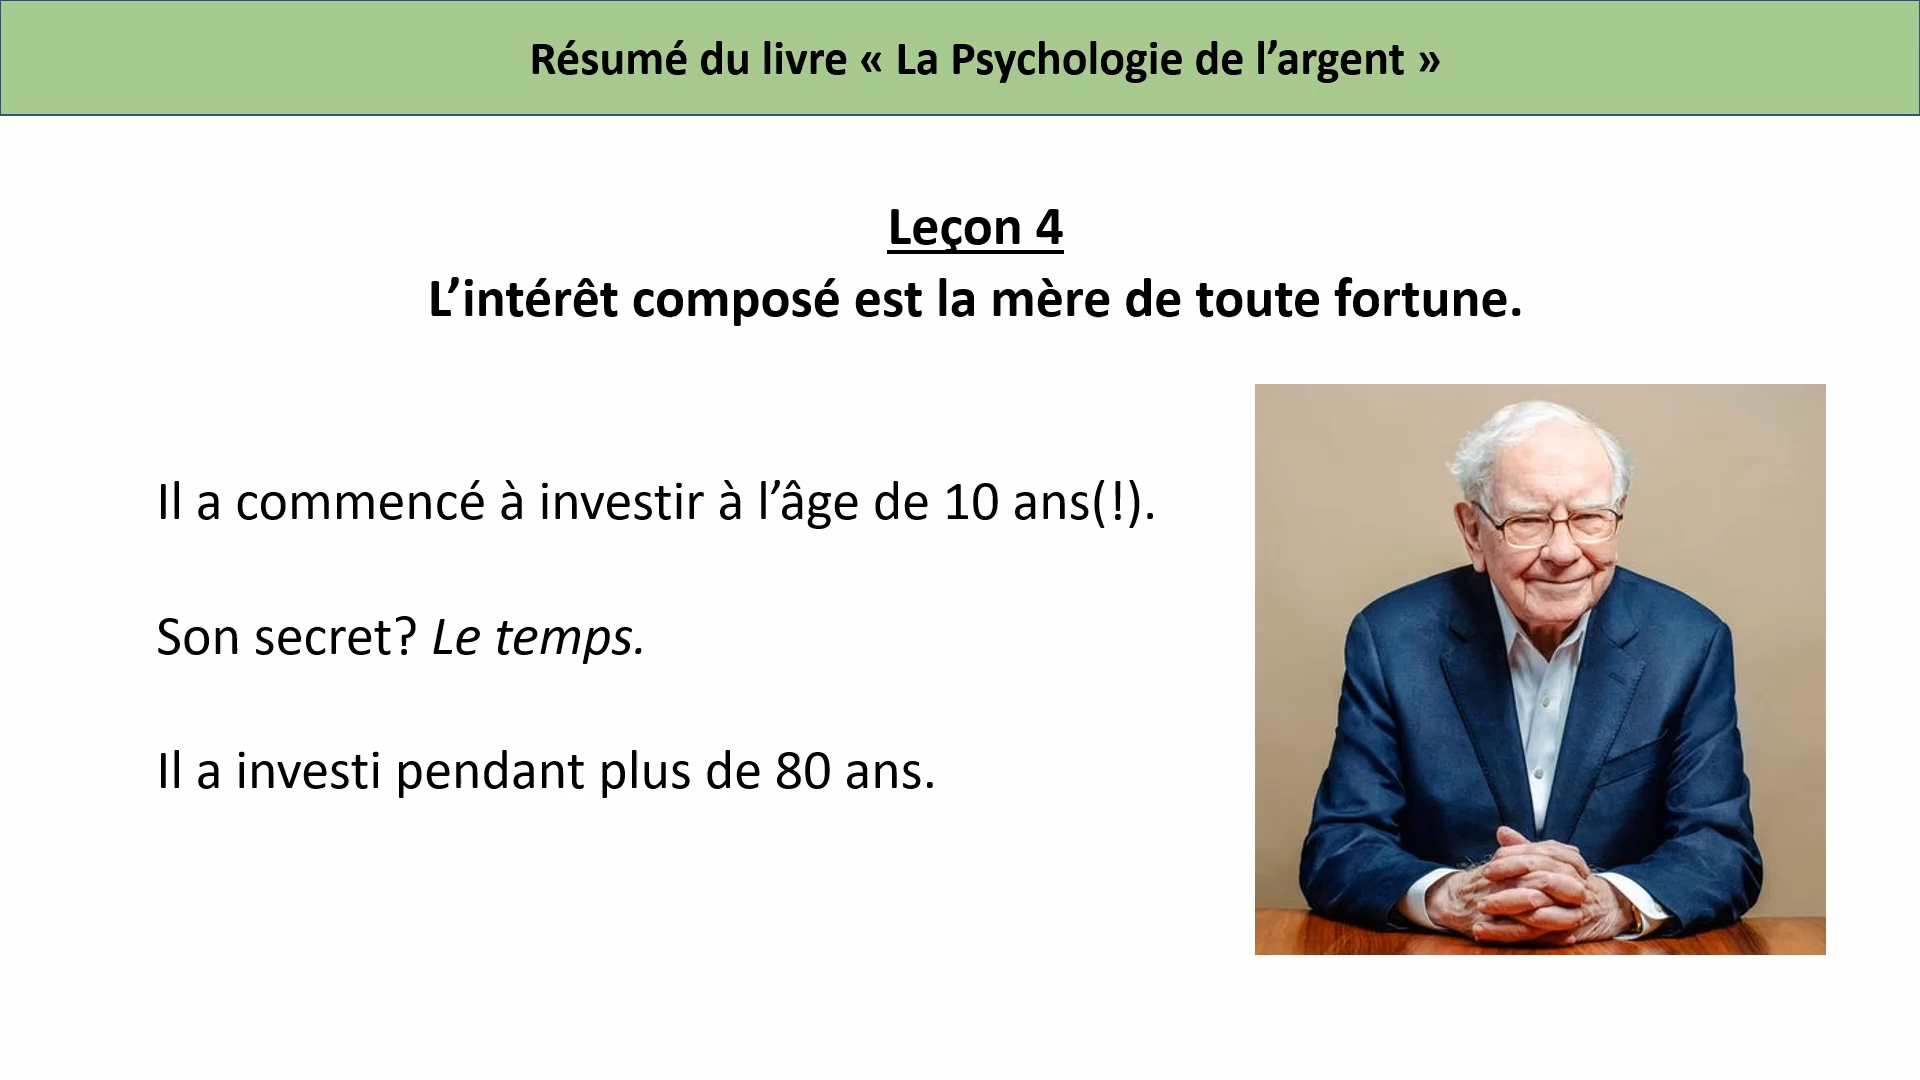 Résumé du livre « La Psychologie de l’argent »
Leçon 4
L’intérêt composé est la mère de toute fortune.
Il a commencé à investir à l’âge de 10 ans(!).
Son secret? Le temps.
Il a investi pendant plus de 80 ans.